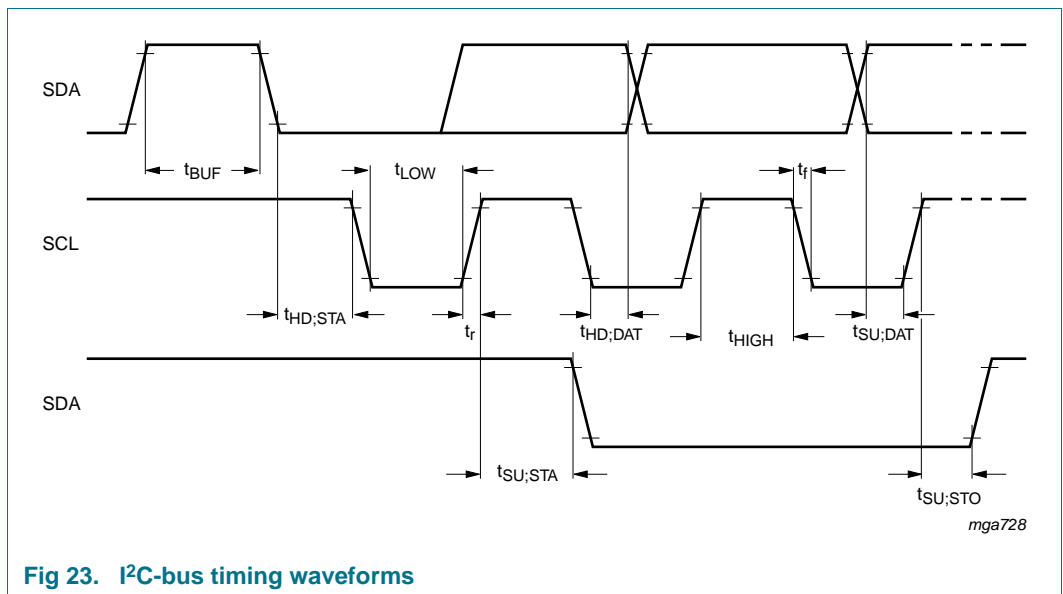 SDA
tBUF
tLOW
tf
SCL
tHD;STA
tr
tHD;DAT
tHIGH
tSU;DAT
SDA
tSU;STA
tSU;STO
mga728
Fig 23. I²C-bus timing waveforms